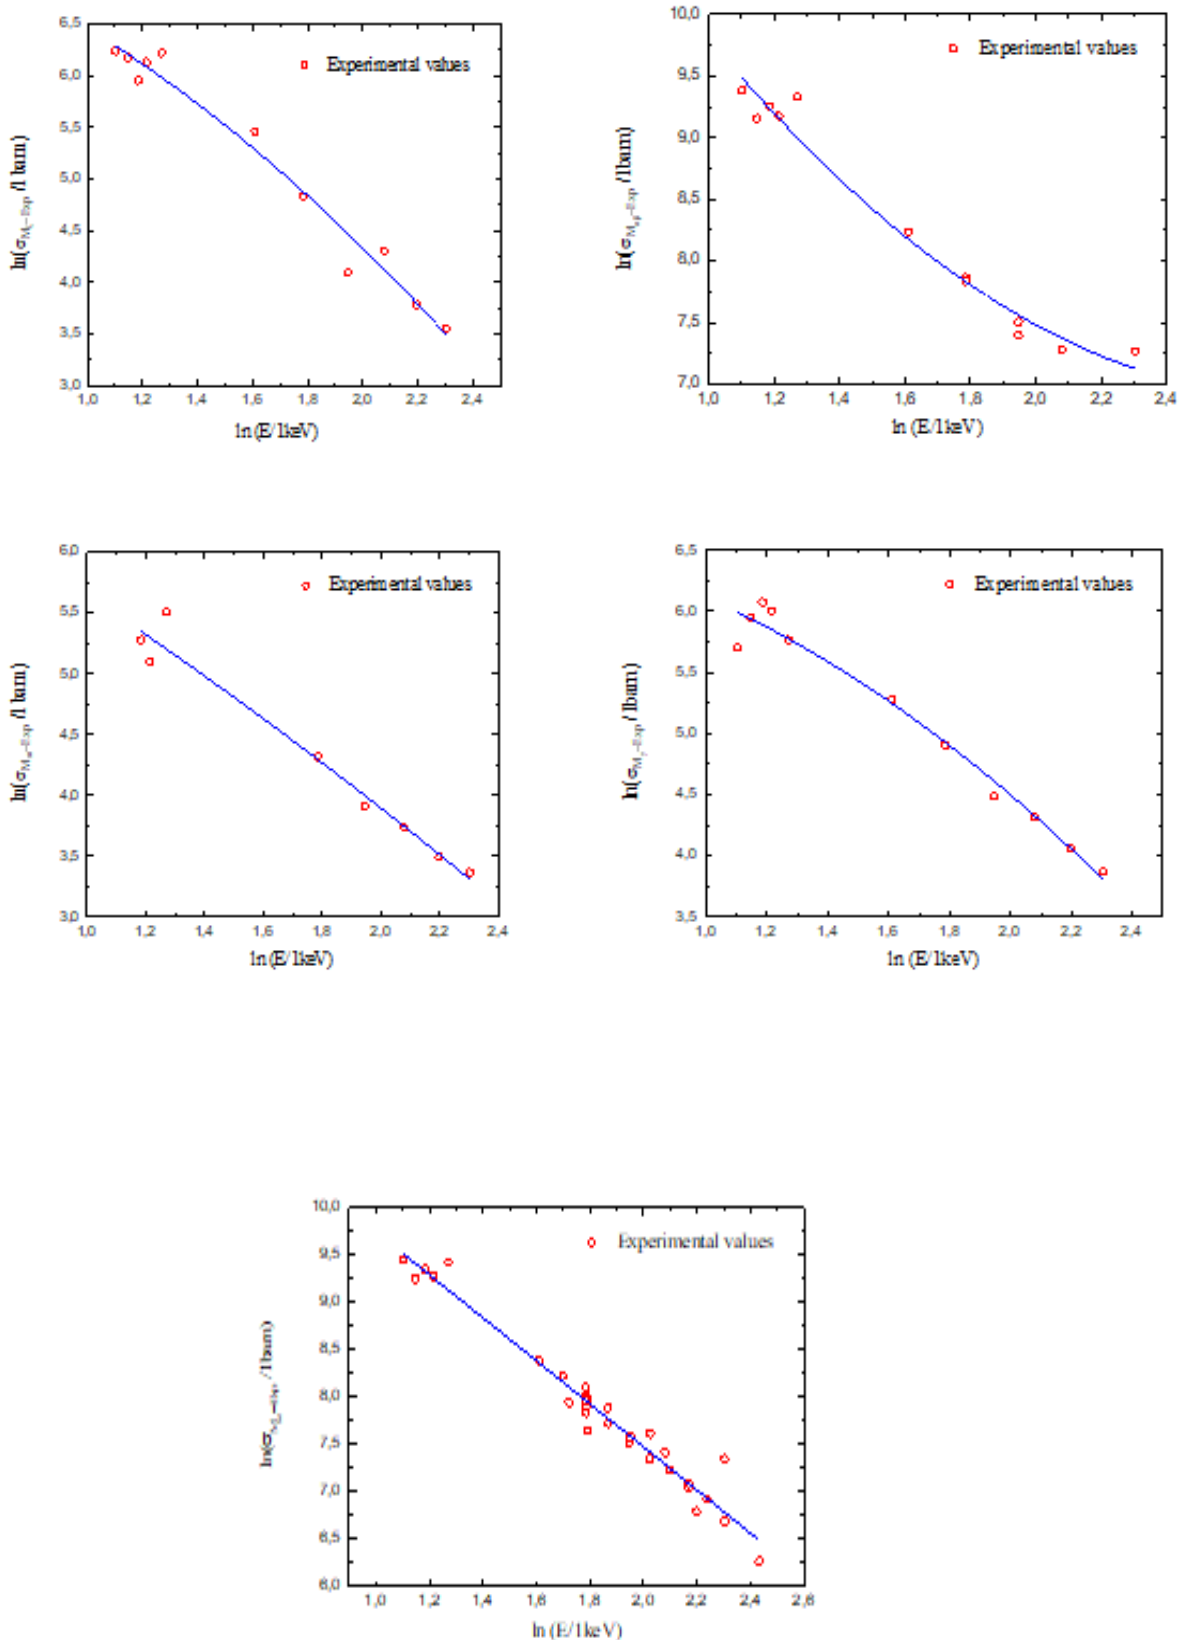 Experimental values
6,5
6,0
5,5
5,0
4,5
4,0
3,5
3,0
1,0 1,2 1,4 1,6 1,8 2,0 2,2 2,4
ln (E/1keV)
Experimental values
10,0
9,5
9,0
8,5
8,0
7,5
7,0
1,0 1,2 1,4 1,6 1,8 2,0 2,2 2,4
ln (E/1keV)
Experimental values
6,0
5,5
5,0
4,5
4,0
3,5
3,0
1,0 1,2 1,4 1,6 1,8 2,0 2,2 2,4
ln (E/1keV)
Experimental values
6,5
6,0
5,5
5,0
4,5
4,0
3,5
1,0 1,2 1,4 1,6 1,8 2,0 2,2 2,4
ln (E/1keV)
Experimental values
10,0
9,5
9,0
8,5
8,0
7,5
7,0
6,5
6,0
1,0 1,2 1,4 1,6 1,8 2,0 2,2 2,4 2,6
ln (E/1keV)